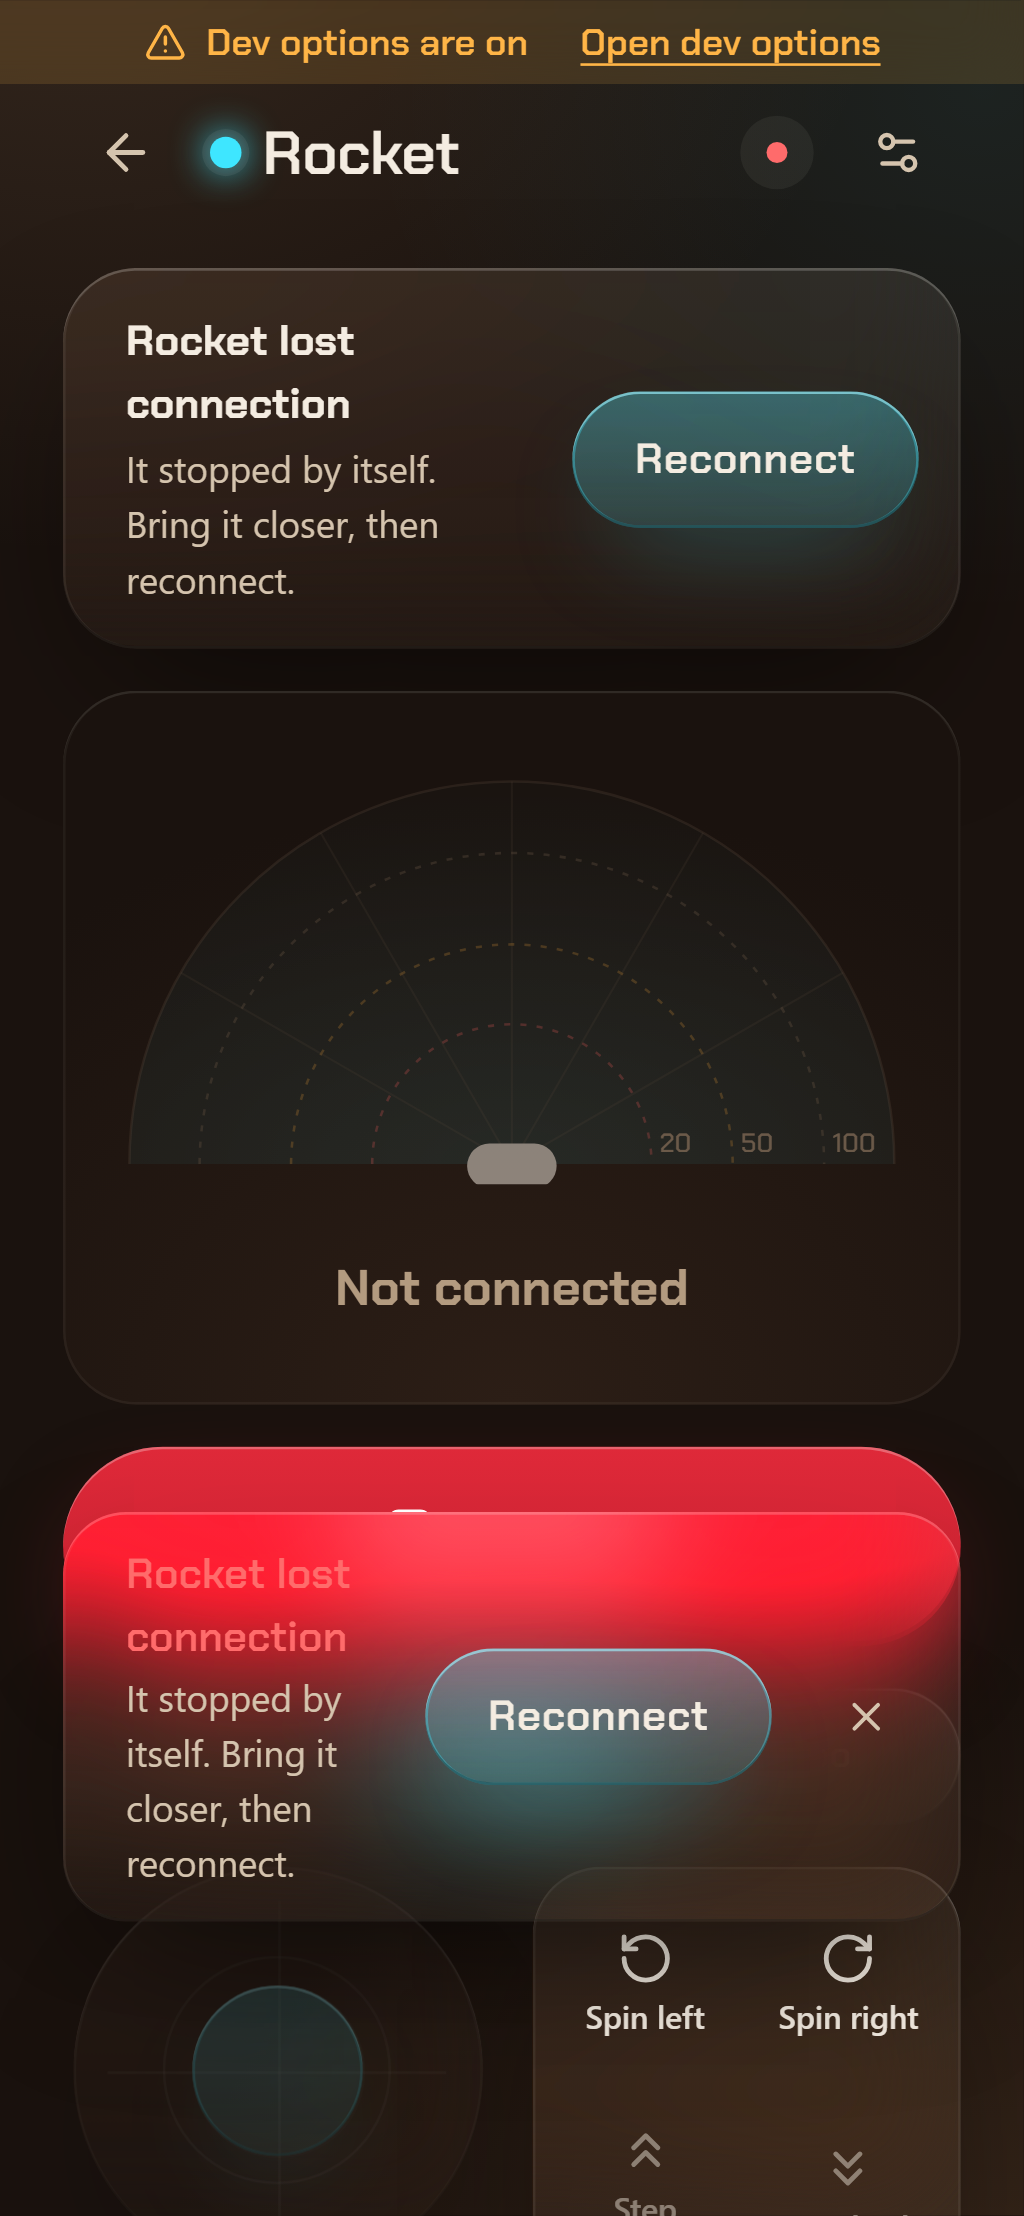 Dev options are on Open dev options
Rocket
Rocket lost
connection
It stopped by itself.
Bring it closer, then
reconnect.
Reconnect
20 50 100
Not connected
Rocket lost
connection
It stopped by
itself. Bring it
closer, then
reconnect.
Reconnect
Spin left Spin right
Step